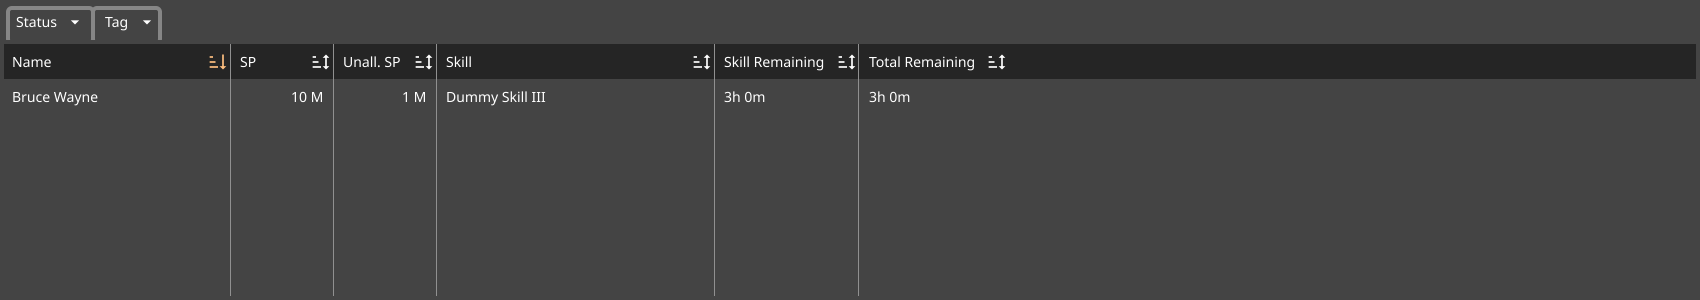 Status Tag
Name SP Unall. SP Skill Skill Remaining Total Remaining
Bruce Wayne 10 M 1 M Dummy Skill III 3h 0m 3h 0m